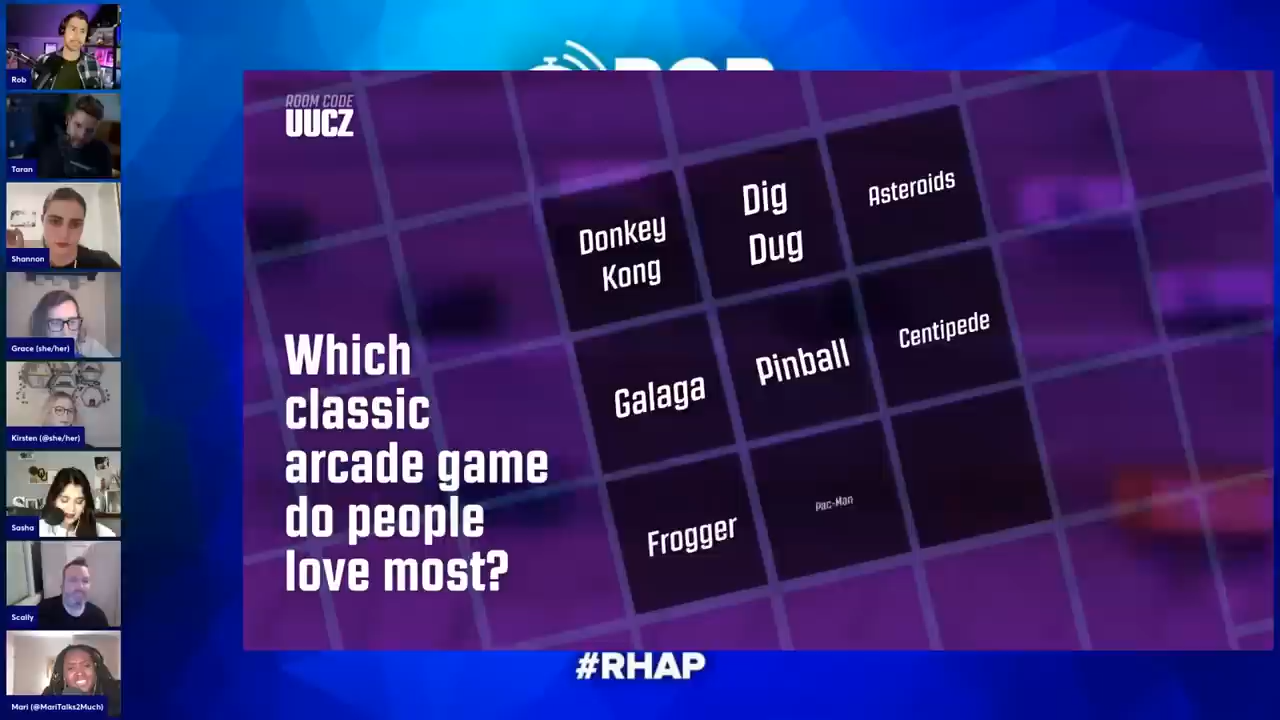 Rob
Taran
Shannon
Grace (she/her)
Kirsten (@she/her)
Sasha
Scally
Mari (@MariTalks2Much)
ROOM CODE
UUCZ
Which
classic
arcade game
do people
love most?
Donkey
Kong
Dig
Dug
Asteroids
Galaga
Pinball
Centipede
Frogger
Pac-Man
#RHAP